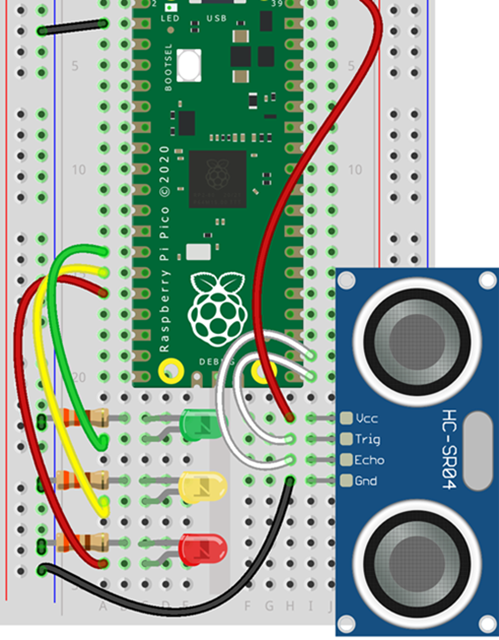 2
39
LED
USB
BOOTSEL
5
5
10
10
Raspberry Pi Pico ©2020
DEBUG
20
Vcc
Trig
Echo
Gnd
HC-SR04
A
E
F G H I J